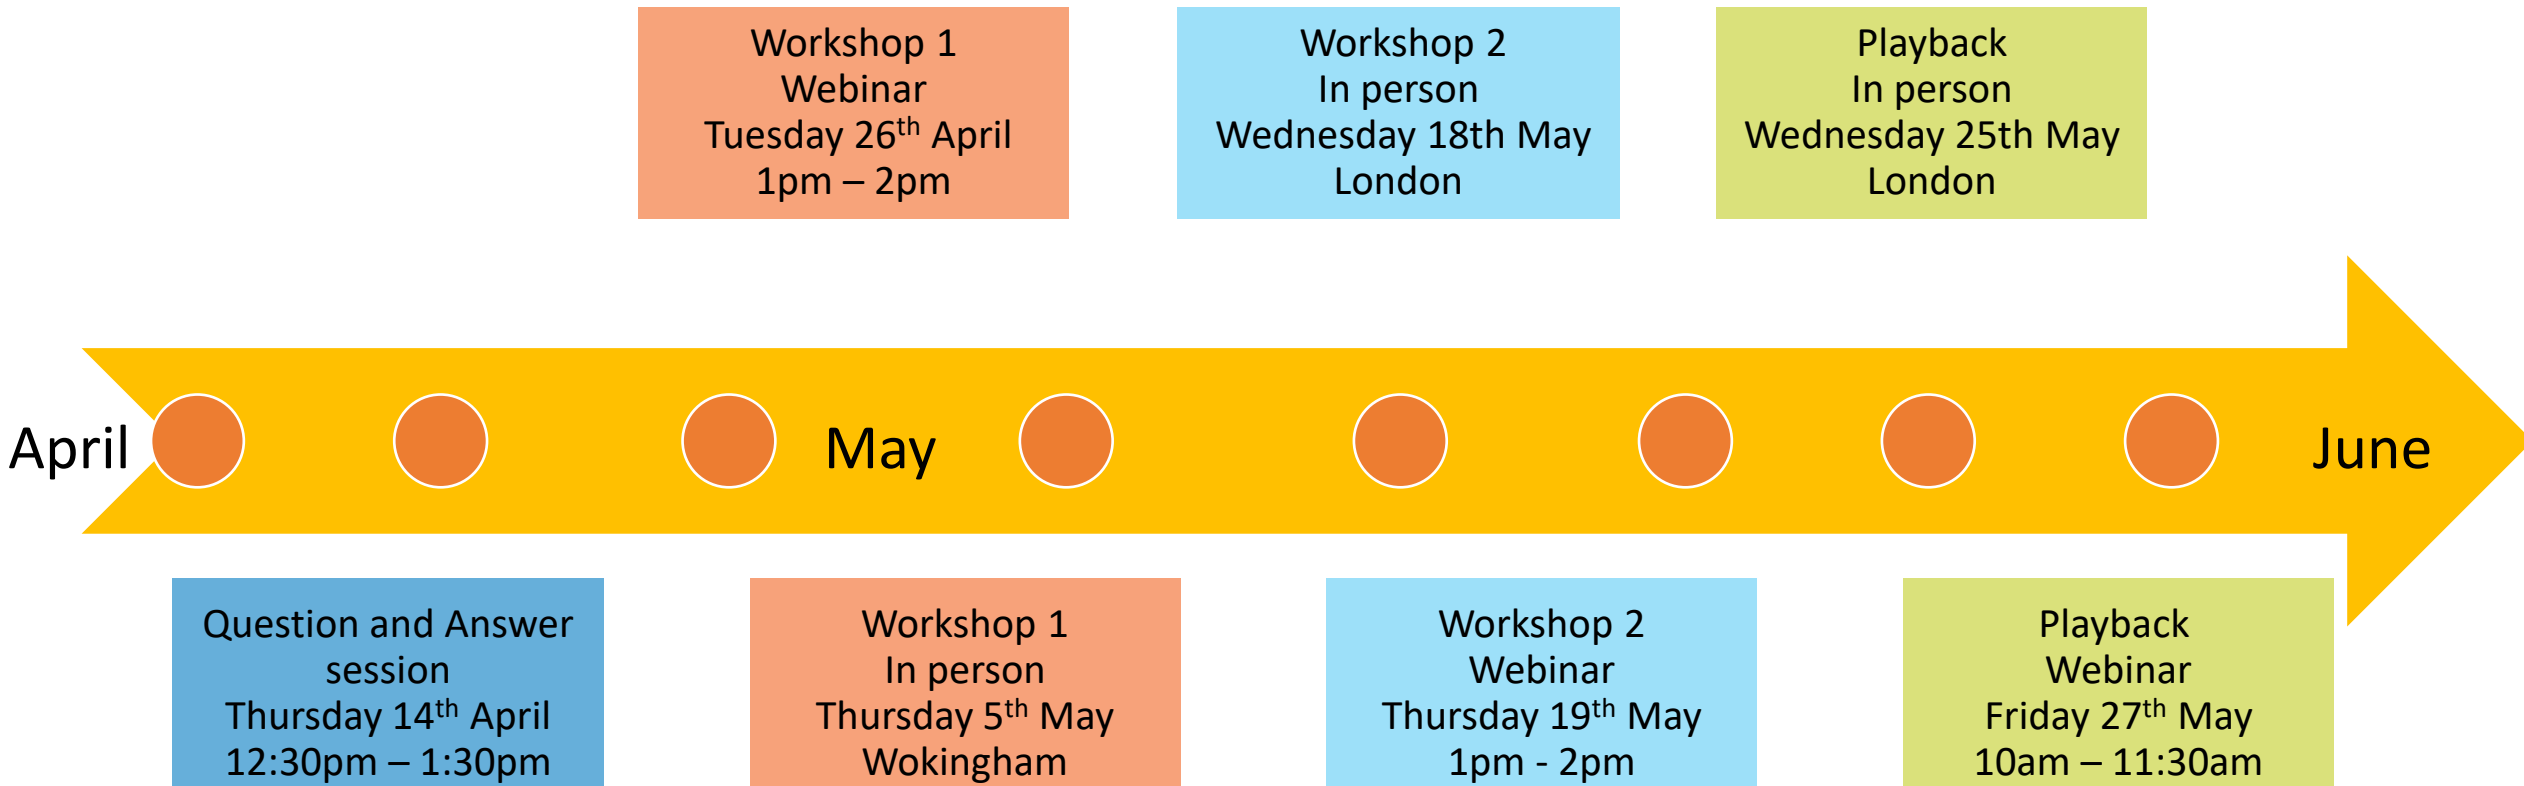 Workshop 1
Webinar
Tuesday 26th April
1pm – 2pm
Workshop 2
In person
Wednesday 18th May
London
Playback
In person
Wednesday 25th May
London
April
May
June
Question and Answer
session
Thursday 14th April
12:30pm – 1:30pm
Workshop 1
In person
Thursday 5th May
Wokingham
Workshop 2
Webinar
Thursday 19th May
1pm - 2pm
Playback
Webinar
Friday 27th May
10am – 11:30am